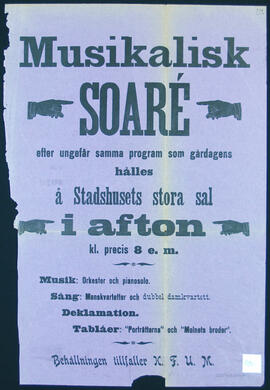 Musikalisk
SOARÉ
efter ungefär samma program som gårdagens
hålles
å Stadshusets stora sal
i afton
kl. precis 8 e. m.
Musik: Orkester och pianosolo.
Sång: Manskvartetter och dubbel damkvartett.
Deklamation.
Tablåer: "Porträtterna" och "Molnets broder".
Behållningen tillfaller K. F. U. M.